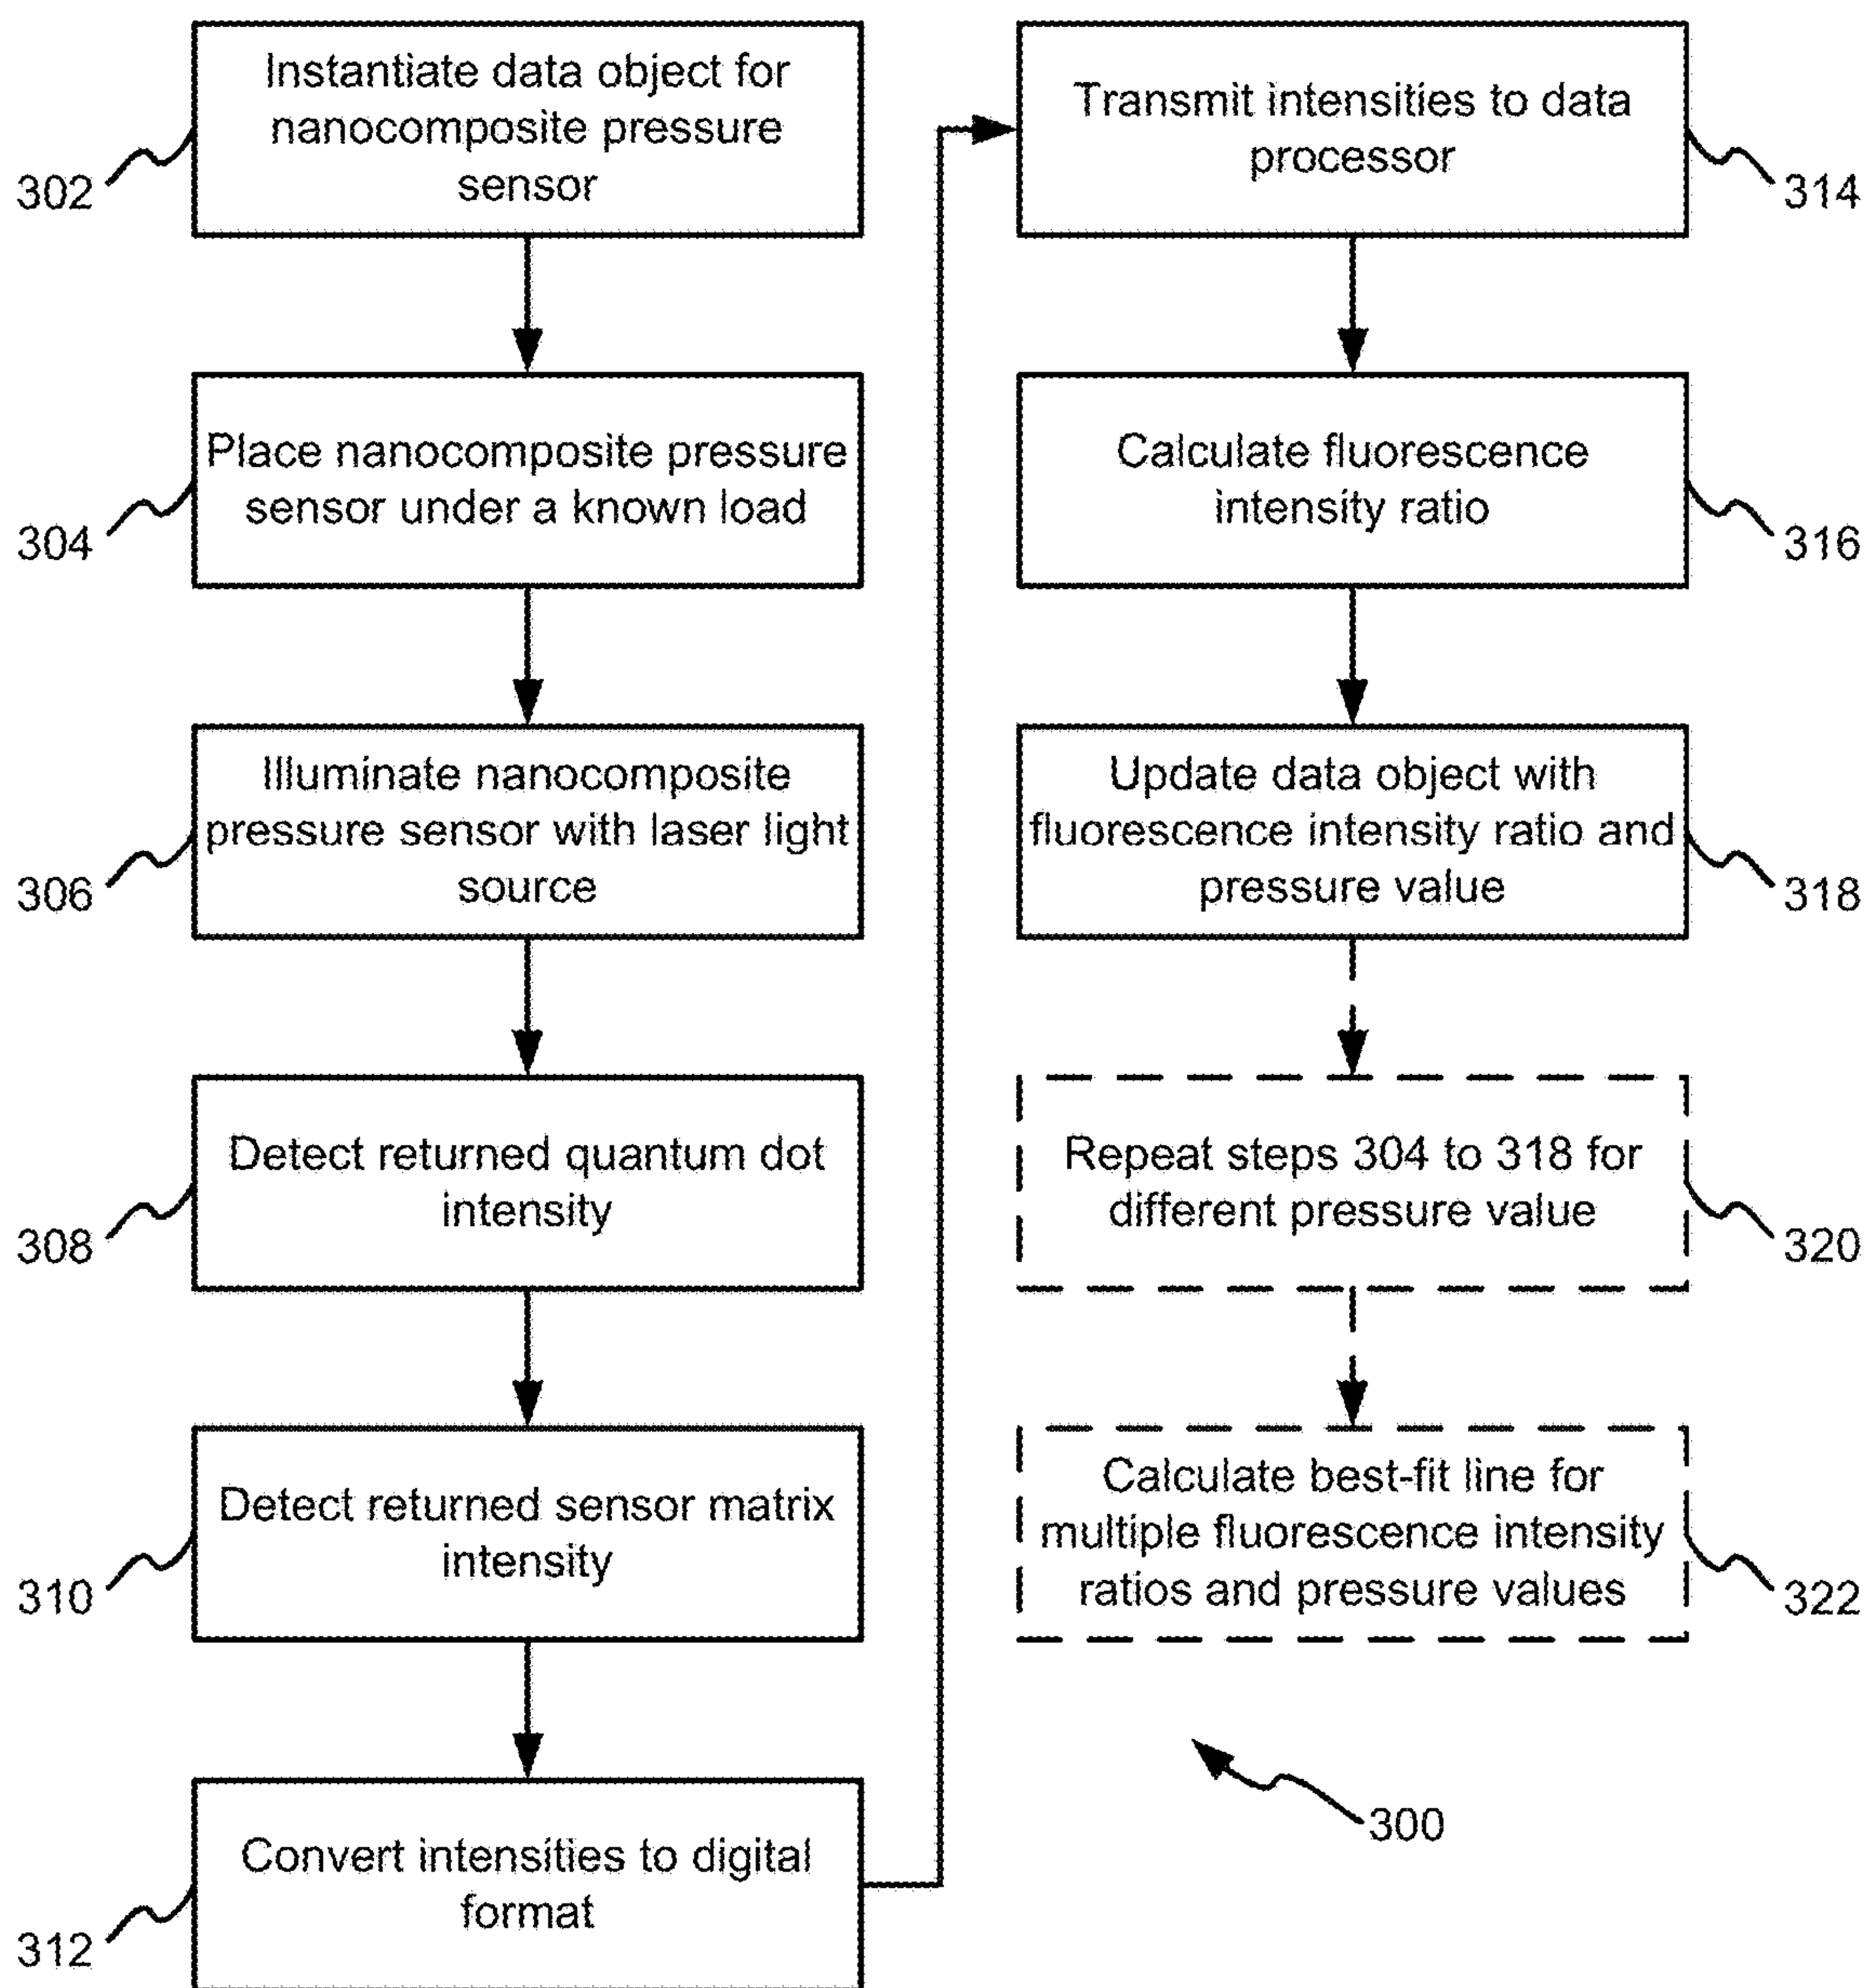 Instantiate data object for
nanocomposite pressure
sensor
302
Place nanocomposite pressure
sensor under a known load
304
Illuminate nanocomposite
pressure sensor with laser light
source
306
Detect returned quantum dot
intensity
308
Detect returned sensor matrix
intensity
310
Convert intensities to digital
format
312
Transmit intensities to data
processor
314
Calculate fluorescence
intensity ratio
316
Update data object with
fluorescence intensity ratio and
pressure value
318
Repeat steps 304 to 318 for
different pressure value
320
Calculate best-fit line for
multiple fluorescence intensity
ratios and pressure values
322
300